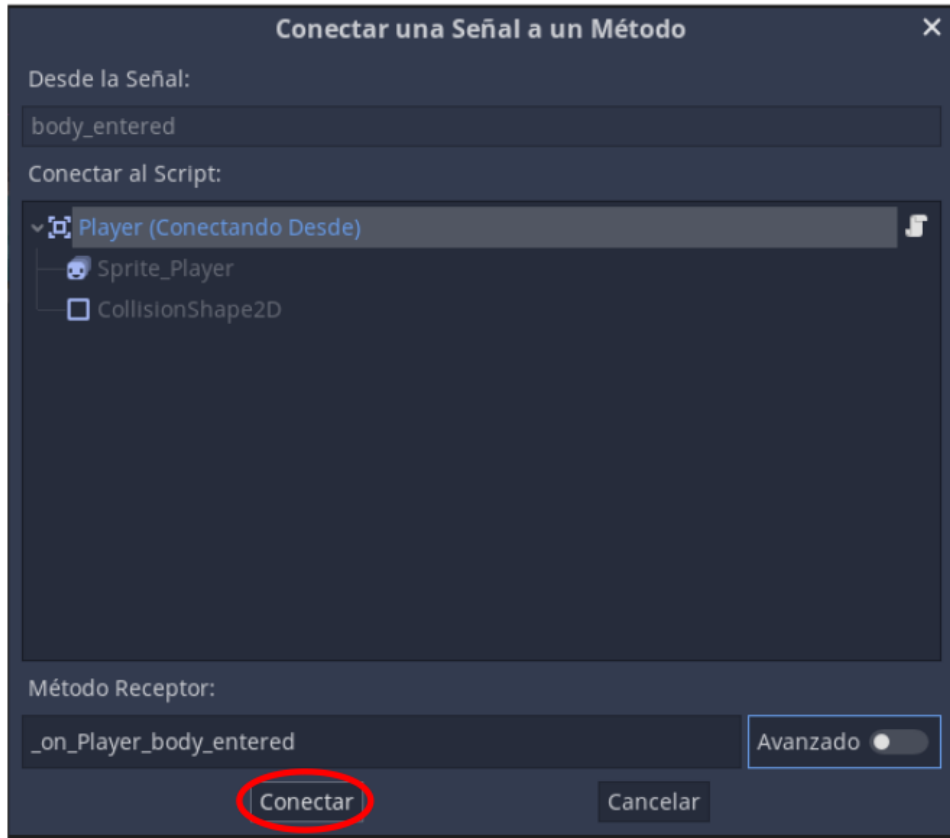 Conectar una Señal a un Método
Desde la Señal:
body_entered
Conectar al Script:
Player (Conectando Desde)
Sprite_Player
CollisionShape2D
Método Receptor:
_on_Player_body_entered
Avanzado
Conectar
Cancelar